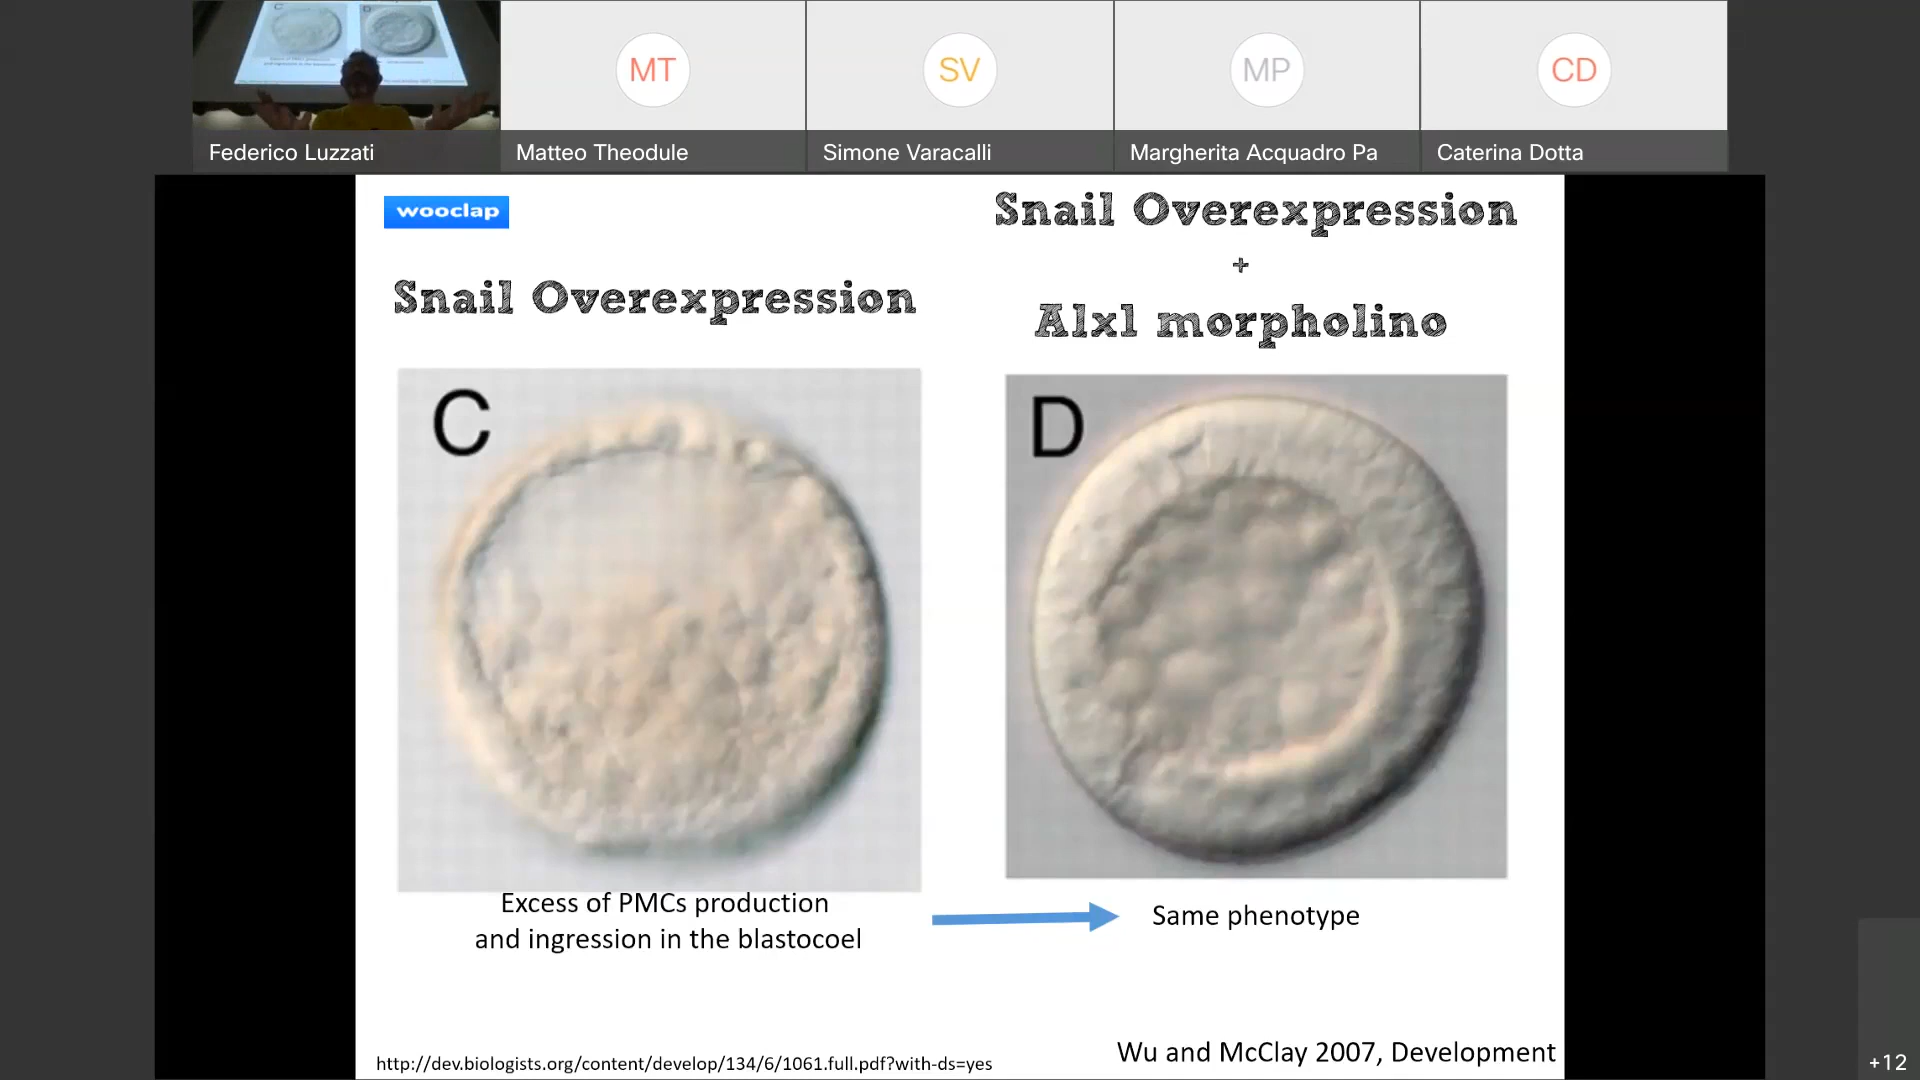 MT
SV
MP
CD
Federico Luzzati
Matteo Theodule
Simone Varacalli
Margherita Acquadro Pa
Caterina Dotta
wooclap
Snail Overexpression
Snail Overexpression
+
Alx1 morpholino
C
D
Excess of PMCs production
and ingression in the blastocoel
Same phenotype
http://dev.biologists.org/content/develop/134/6/1061.full.pdf?with-ds=yes
Wu and McClay 2007, Development
+12